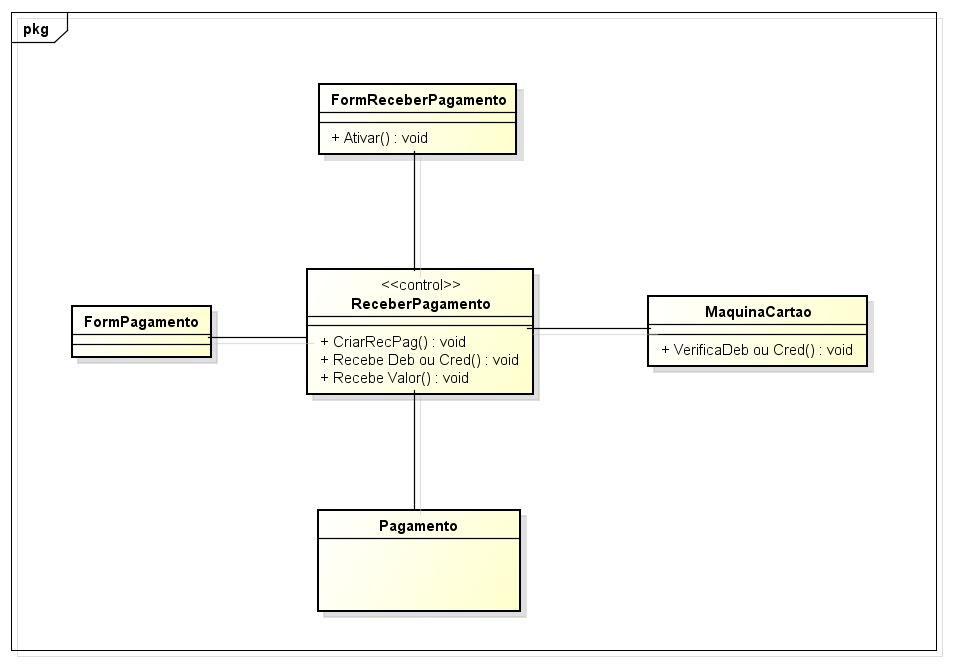 pkg
FormReceberPagamento
+ Ativar() : void
<<control>>
ReceberPagamento
+ CriarRecPag() : void
+ Recebe Deb ou Cred() : void
+ Recebe Valor() : void
FormPagamento
MaquinaCartao
+ VerificaDeb ou Cred() : void
Pagamento